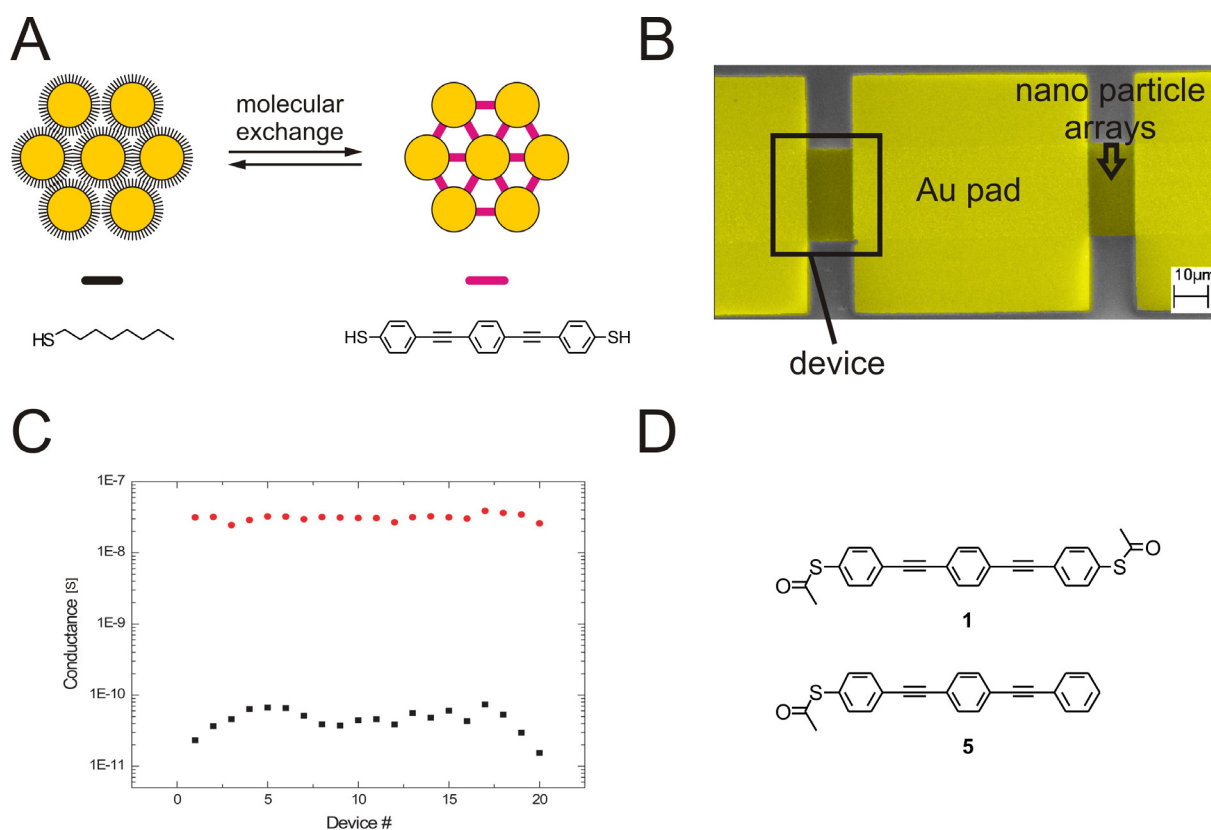 A
molecular
exchange
HS
HS
SH
B
nano particle
arrays
Au pad
10µm
device
C
1E-7
1E-8
1E-9
1E-10
1E-11
Conductance [S]
0
5
10
15
20
Device #
D
O
S
S
O
1
O
S
5